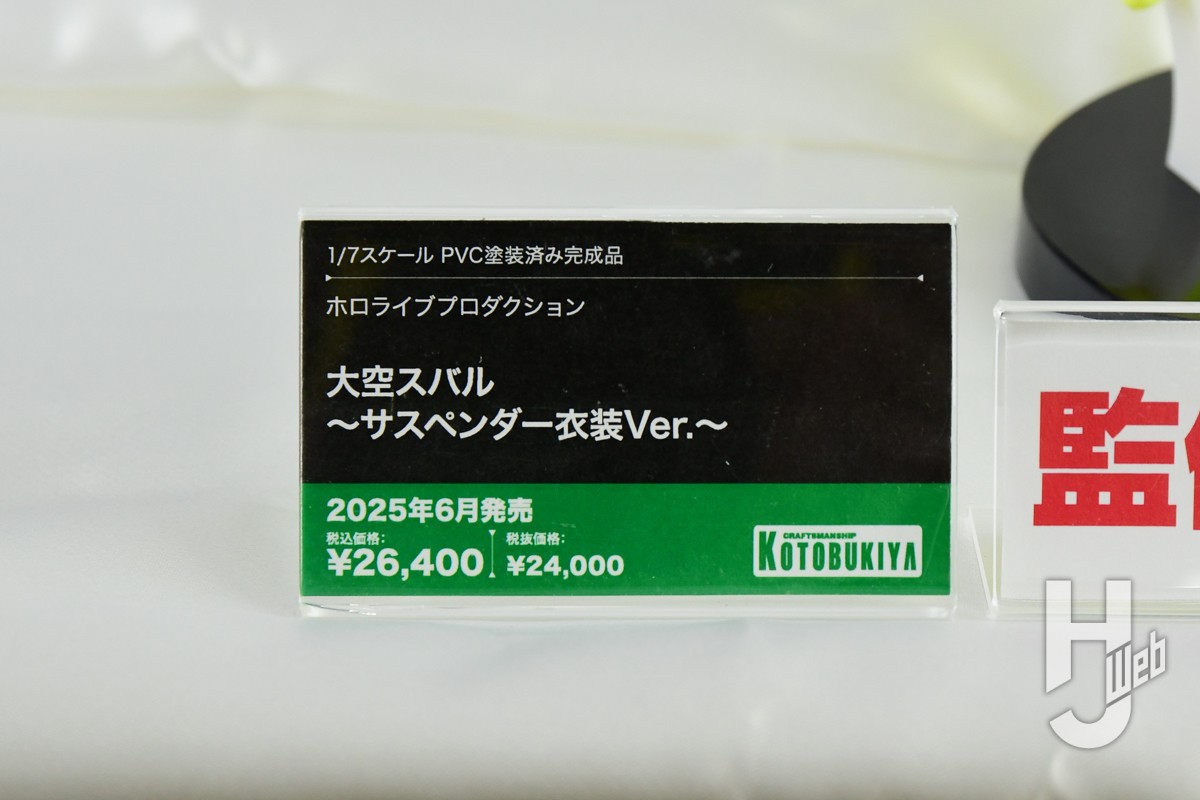 1/7スケール PVC塗装済み完成品
ホロライブプロダクション
大空スバル
～サスペンダー衣装Ver.～
2025年6月発売
税込価格:
¥26,400
税抜価格:
¥24,000
CRAFTSMANSHIP
KOTOBUKIYA
監
HJ Web